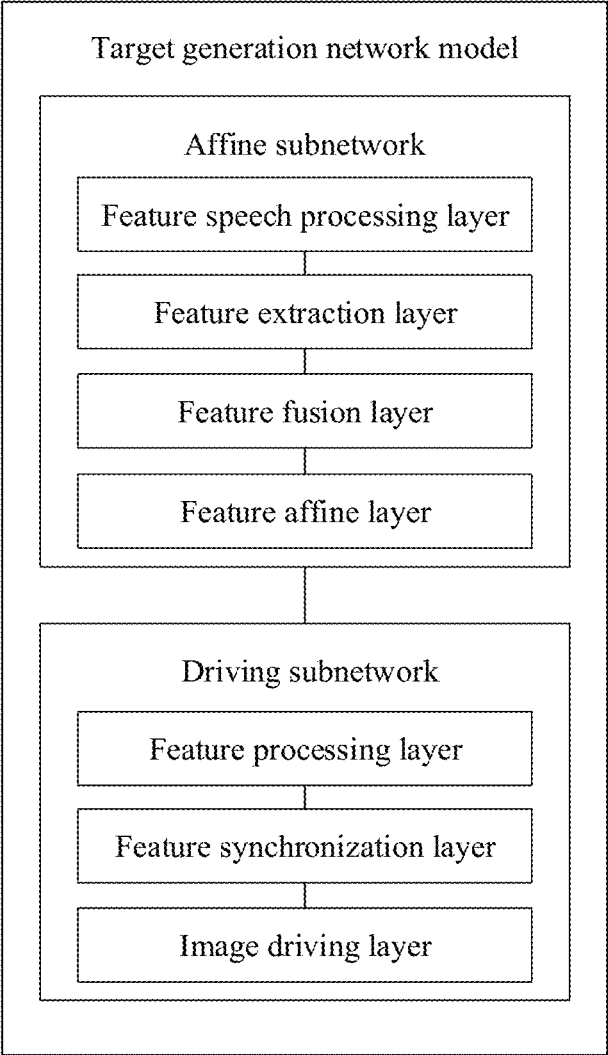 Target generation network model
Affine subnetwork
Feature speech processing layer
Feature extraction layer
Feature fusion layer
Feature affine layer
Driving subnetwork
Feature processing layer
Feature synchronization layer
Image driving layer